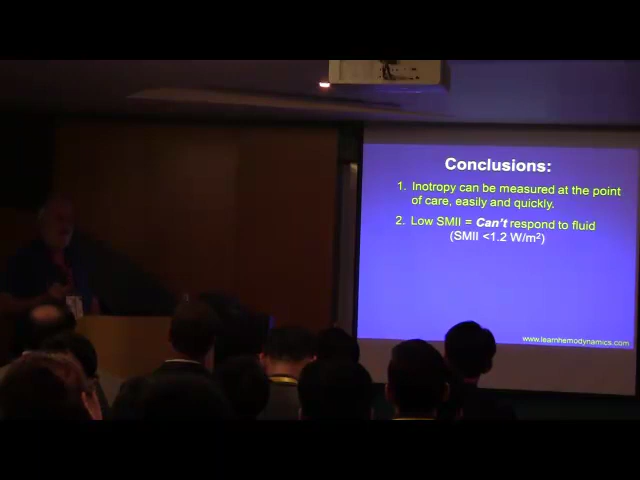 Conclusions:
1. Inotropy can be measured at the point
of care, easily and quickly.
2. Low SMII = Can't respond to fluid
(SMII <1.2 W/m²)
www.learnhemodynamics.com